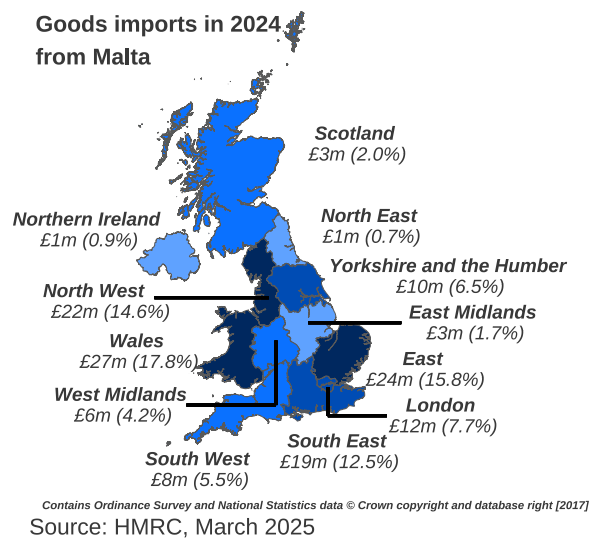 Goods imports in 2024
from Malta
Scotland
£3m (2.0%)
Northern Ireland
£1m (0.9%)
North East
£1m (0.7%)
Yorkshire and the Humber
£10m (6.5%)
North West
£22m (14.6%)
East Midlands
£3m (1.7%)
Wales
£27m (17.8%)
East
£24m (15.8%)
West Midlands
£6m (4.2%)
London
£12m (7.7%)
South East
£19m (12.5%)
South West
£8m (5.5%)
Contains Ordinance Survey and National Statistics data © Crown copyright and database right [2017]
Source: HMRC, March 2025